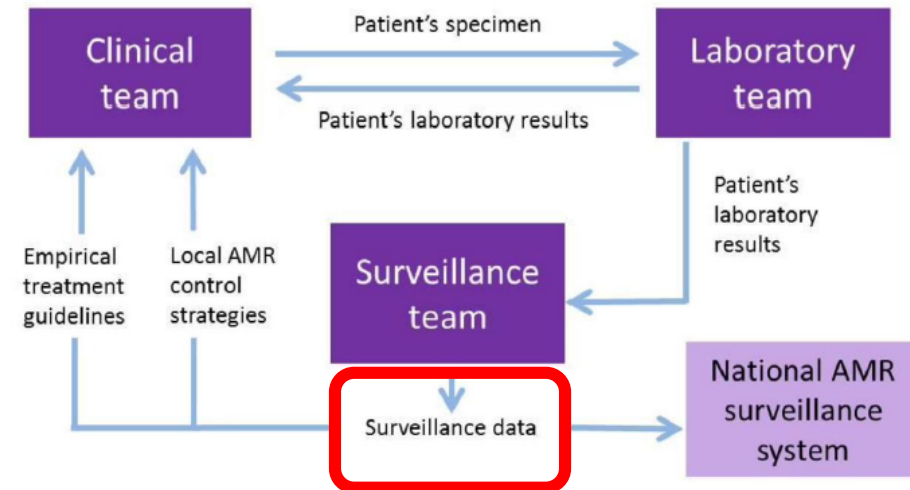 Patient's specimen
Clinical
team
Laboratory
team
Patient's laboratory results
Patient's
laboratory
results
Empirical
treatment
guidelines
Local AMR
control
strategies
Surveillance
team
Surveillance data
National AMR
surveillance
system